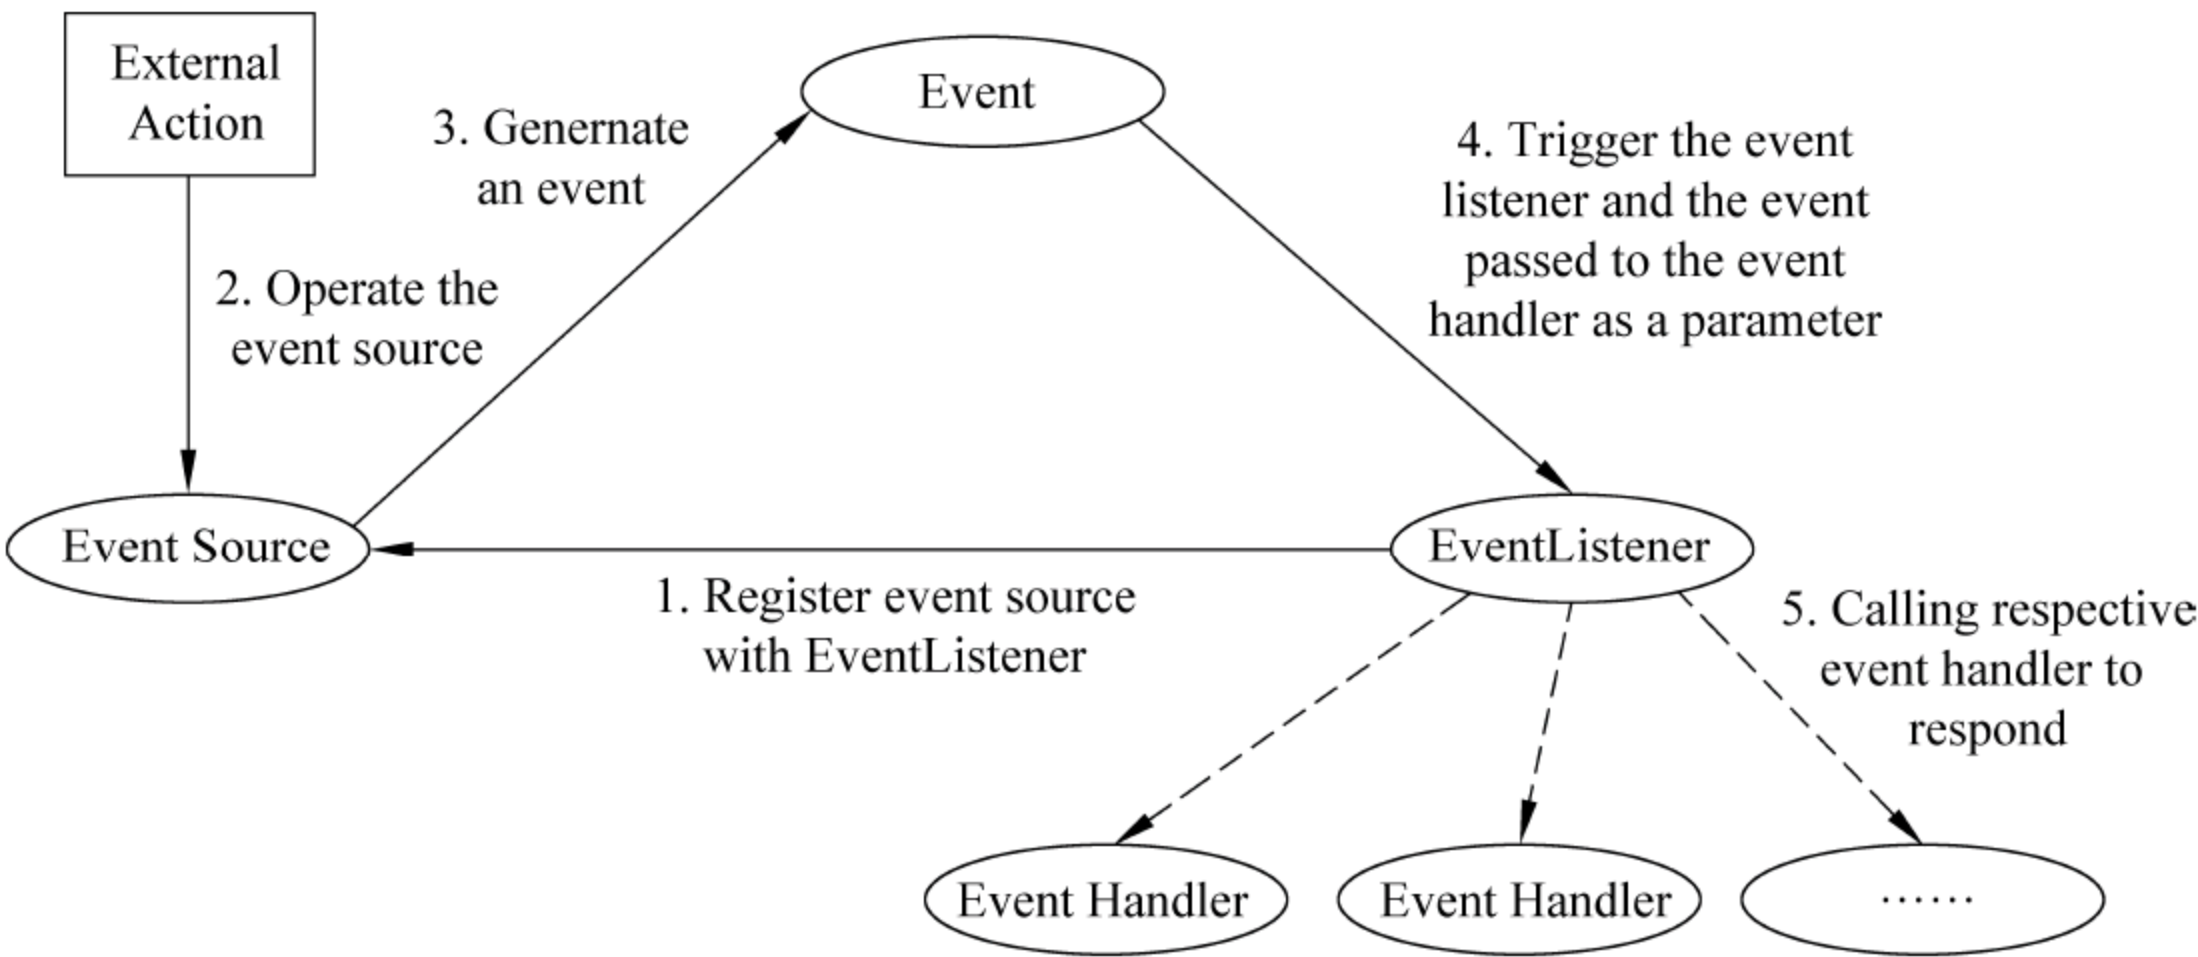 External
Action
Event
3. Genernate
an event
4. Trigger the event
listener and the event
passed to the event
handler as a parameter
2. Operate the
event source
Event Source
EventListener
1. Register event source
with EventListener
5. Calling respective
event handler to
respond
Event Handler
Event Handler
······